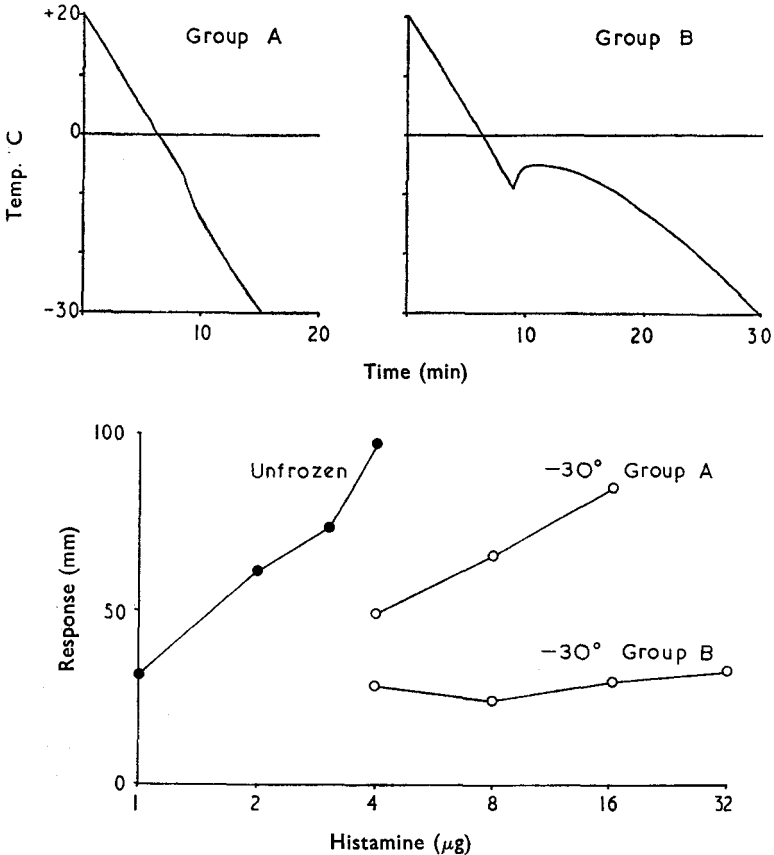 +20
Group A
Group B
0
Temp. °C
-30
10
20
10
20
30
Time (min)
100
Unfrozen
-30° Group A
50
-30° Group B
Response (mm)
0
1
2
4
8
16
32
Histamine (µg)